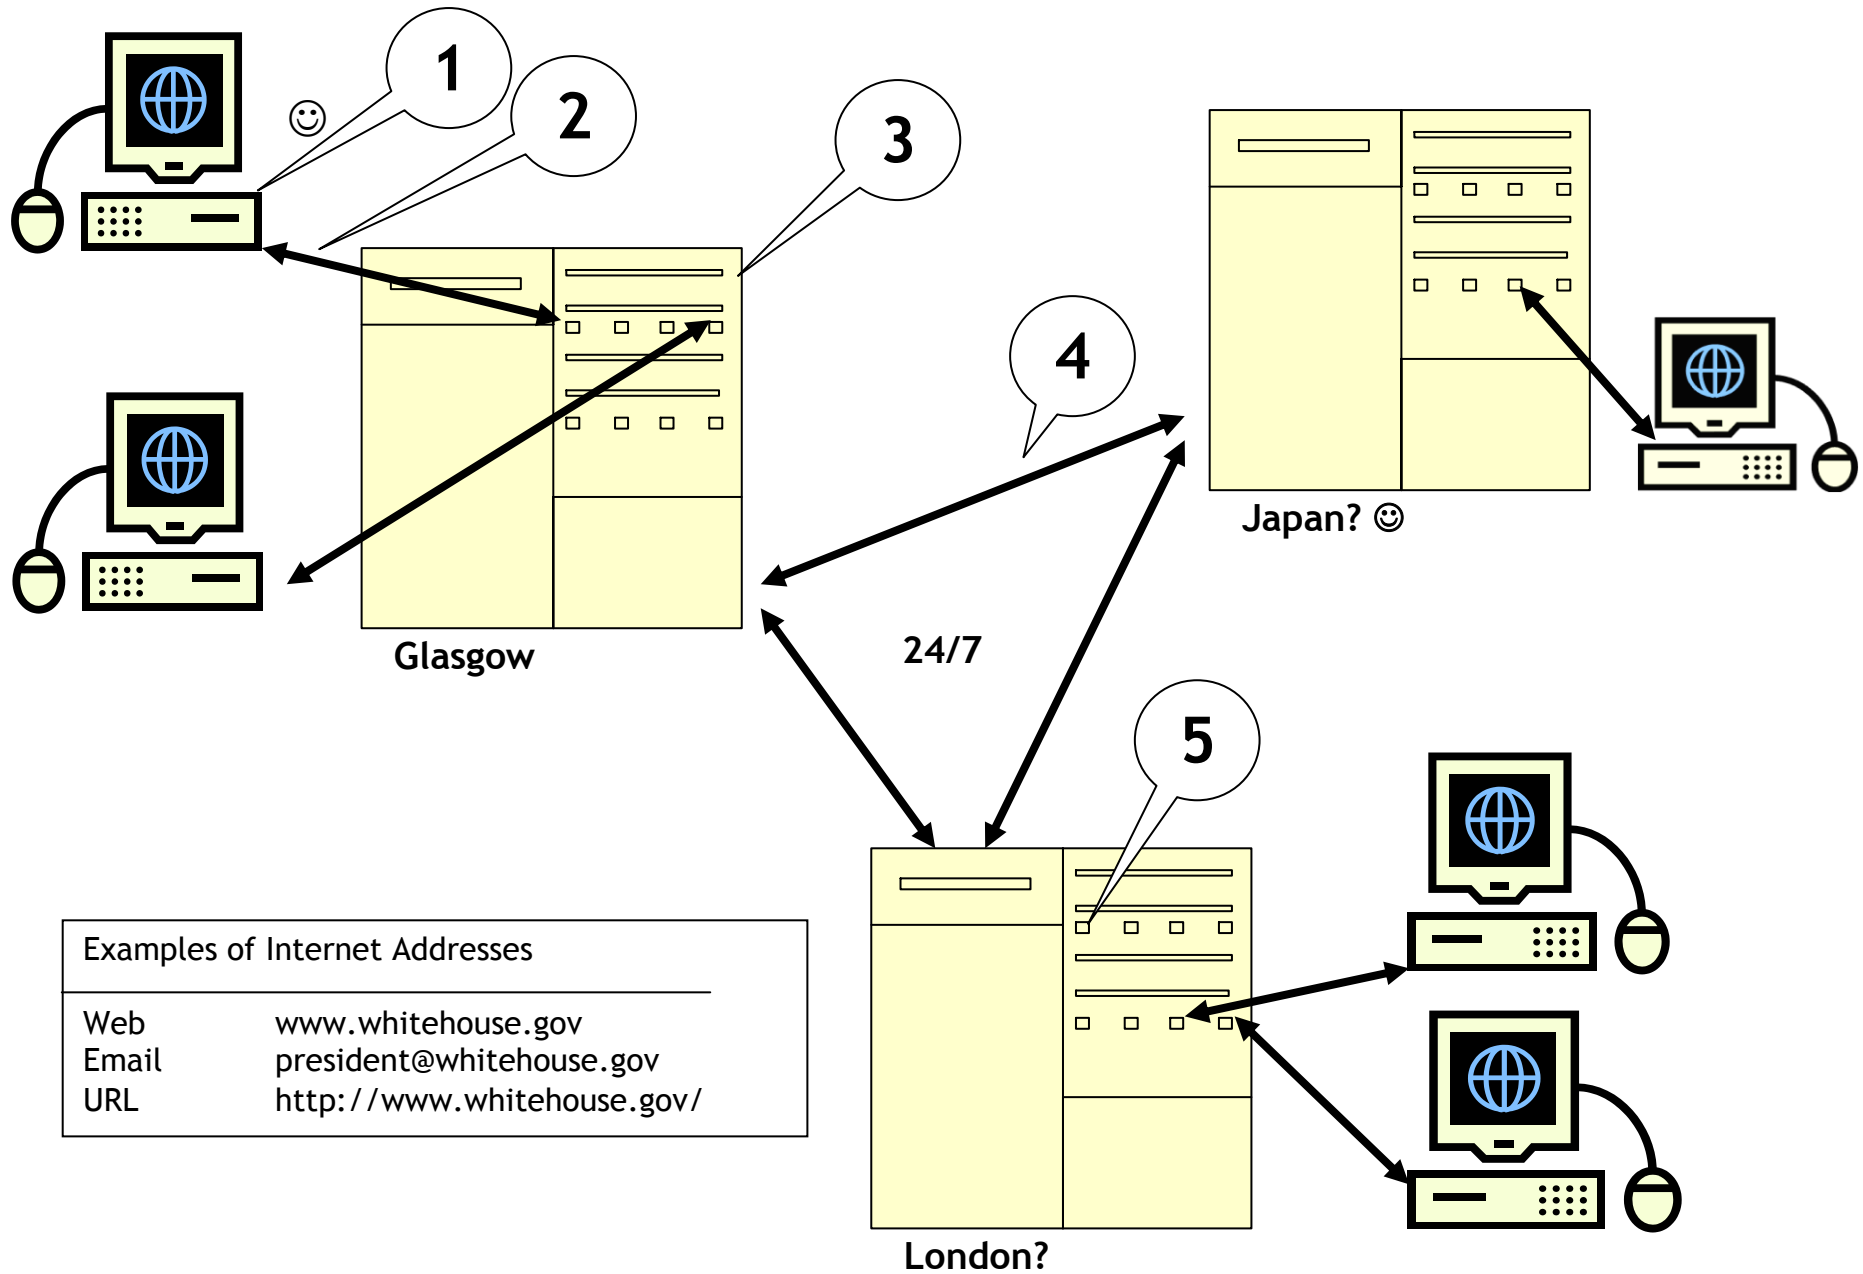 1
2
3
4
Japan? ☺
Glasgow
24/7
5
Examples of Internet Addresses
Web www.whitehouse.gov
Email president@whitehouse.gov
URL http://www.whitehouse.gov/
London?